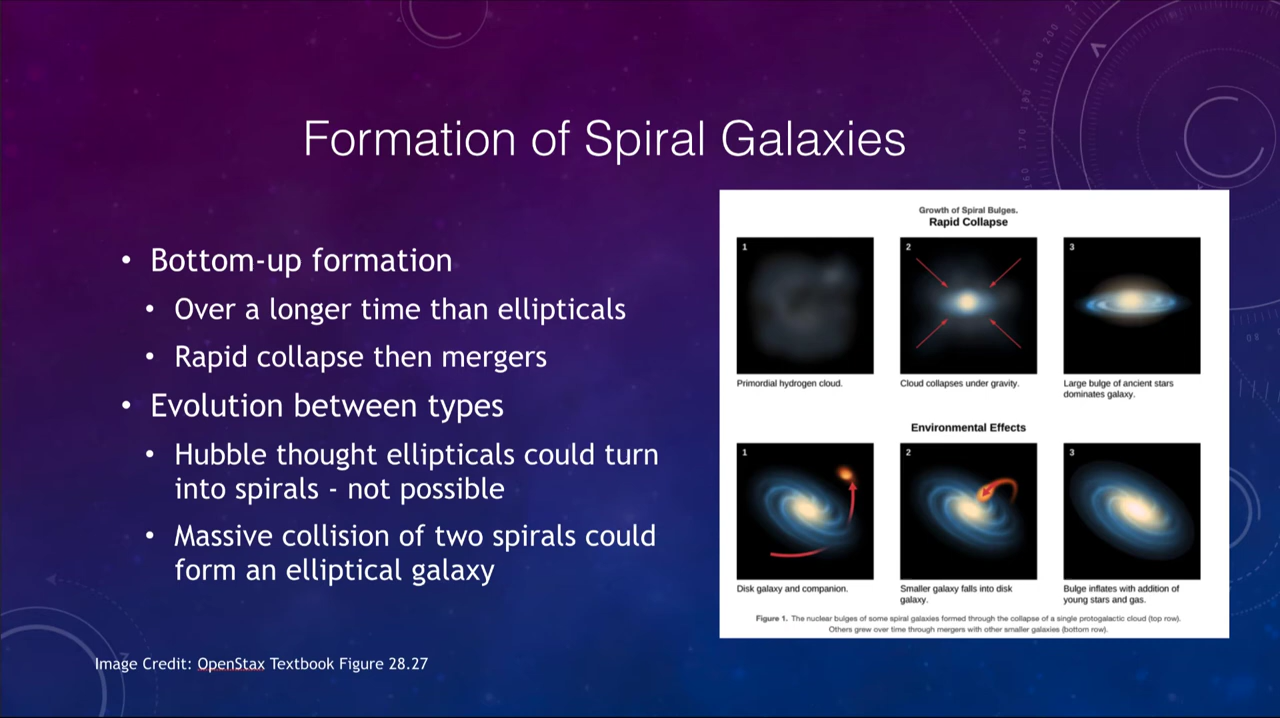 Formation of Spiral Galaxies
• Bottom-up formation
• Over a longer time than ellipticals
• Rapid collapse then mergers
• Evolution between types
• Hubble thought ellipticals could turn
into spirals - not possible
• Massive collision of two spirals could
form an elliptical galaxy
Image Credit: OpenStax Textbook Figure 28.27
Growth of Spiral Bulges.
Rapid Collapse
1
2
3
Primordial hydrogen cloud.
Cloud collapses under gravity.
Large bulge of ancient stars
dominates galaxy.
Environmental Effects
1
2
3
Disk galaxy and companion.
Smaller galaxy falls into disk
galaxy.
Bulge inflates with addition of
young stars and gas.
Figure 1. The nuclear bulges of some spiral galaxies formed through the collapse of a single protogalactic cloud (top row).
Others grew over time through mergers with other smaller galaxies (bottom row).
160
170
190
200